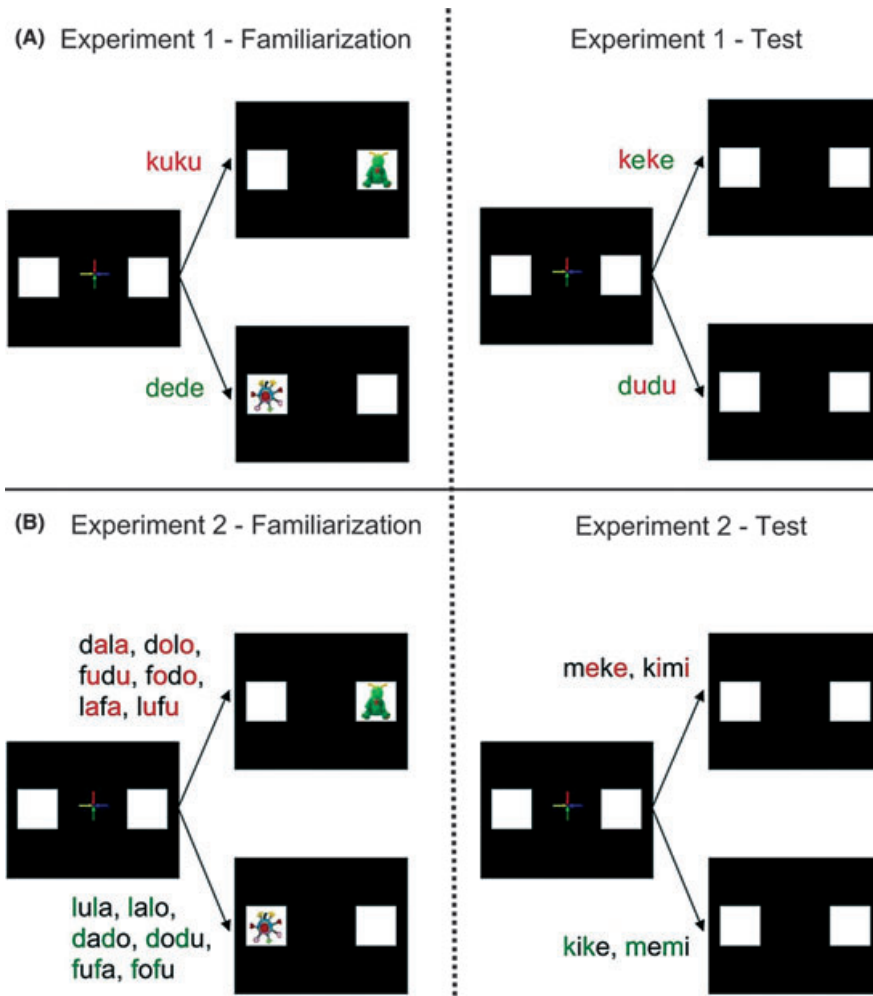 (A) Experiment 1 - Familiarization
Experiment 1 - Test
kuku
keke
dede
dudu
(B) Experiment 2 - Familiarization
Experiment 2 - Test
dala, dolo,
fudu, fodo,
lafa, lufu
meke, kimi
lula, lalo,
dado, dodu,
fufa, fofu
kike, memi